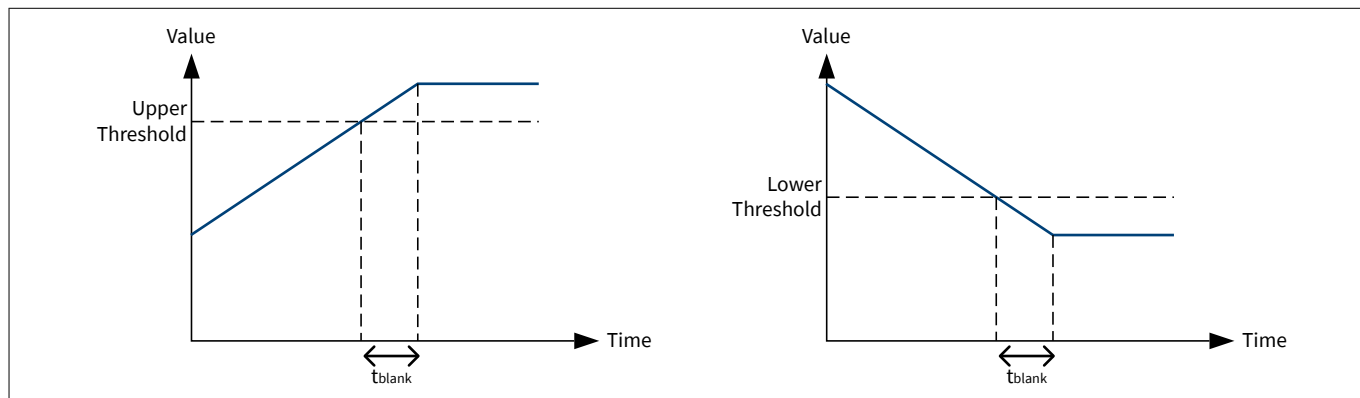 Value
Upper
Threshold
Time
tblank
Value
Lower
Threshold
Time
tblank